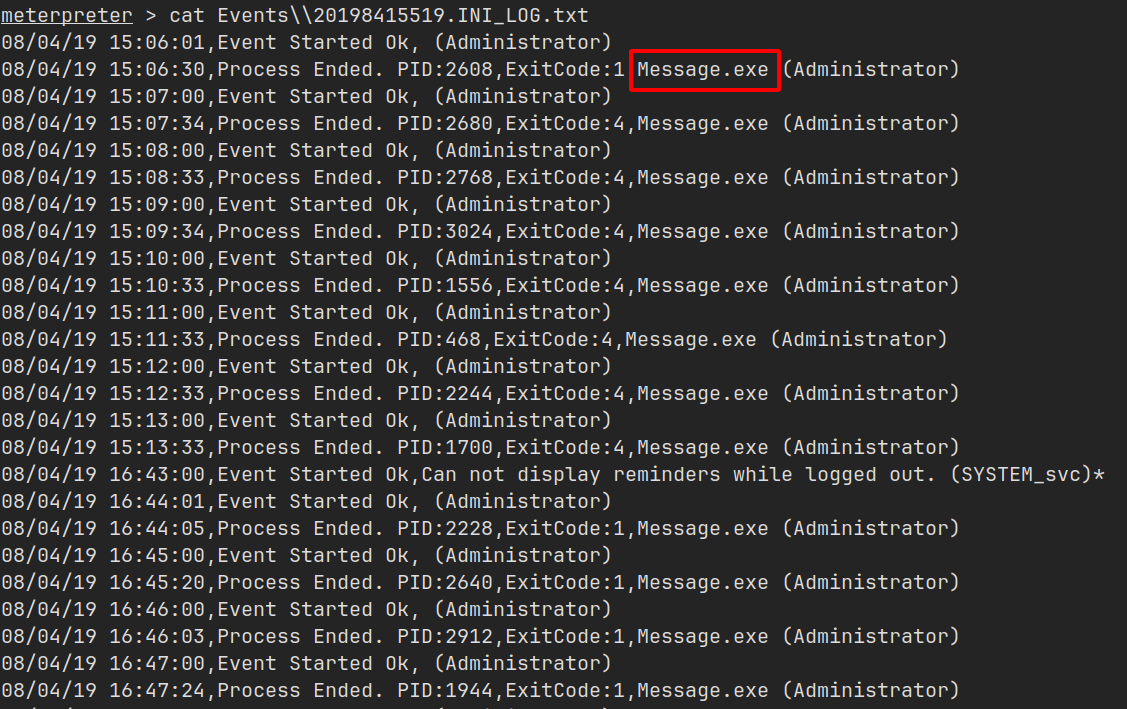 meterpreter > cat Events\\20198415519.INI_LOG.txt
08/04/19 15:06:01,Event Started Ok, (Administrator)
08/04/19 15:06:30,Process Ended. PID:2608,ExitCode:1 Message.exe (Administrator)
08/04/19 15:07:00,Event Started Ok, (Administrator)
08/04/19 15:07:34,Process Ended. PID:2680,ExitCode:4,Message.exe (Administrator)
08/04/19 15:08:00,Event Started Ok, (Administrator)
08/04/19 15:08:33,Process Ended. PID:2768,ExitCode:4,Message.exe (Administrator)
08/04/19 15:09:00,Event Started Ok, (Administrator)
08/04/19 15:09:34,Process Ended. PID:3024,ExitCode:4,Message.exe (Administrator)
08/04/19 15:10:00,Event Started Ok, (Administrator)
08/04/19 15:10:33,Process Ended. PID:1556,ExitCode:4,Message.exe (Administrator)
08/04/19 15:11:00,Event Started Ok, (Administrator)
08/04/19 15:11:33,Process Ended. PID:468,ExitCode:4,Message.exe (Administrator)
08/04/19 15:12:00,Event Started Ok, (Administrator)
08/04/19 15:12:33,Process Ended. PID:2244,ExitCode:4,Message.exe (Administrator)
08/04/19 15:13:00,Event Started Ok, (Administrator)
08/04/19 15:13:33,Process Ended. PID:1700,ExitCode:4,Message.exe (Administrator)
08/04/19 16:43:00,Event Started Ok,Can not display reminders while logged out. (SYSTEM_svc)*
08/04/19 16:44:01,Event Started Ok, (Administrator)
08/04/19 16:44:05,Process Ended. PID:2228,ExitCode:1,Message.exe (Administrator)
08/04/19 16:45:00,Event Started Ok, (Administrator)
08/04/19 16:45:20,Process Ended. PID:2640,ExitCode:1,Message.exe (Administrator)
08/04/19 16:46:00,Event Started Ok, (Administrator)
08/04/19 16:46:03,Process Ended. PID:2912,ExitCode:1,Message.exe (Administrator)
08/04/19 16:47:00,Event Started Ok, (Administrator)
08/04/19 16:47:24,Process Ended. PID:1944,ExitCode:1,Message.exe (Administrator)